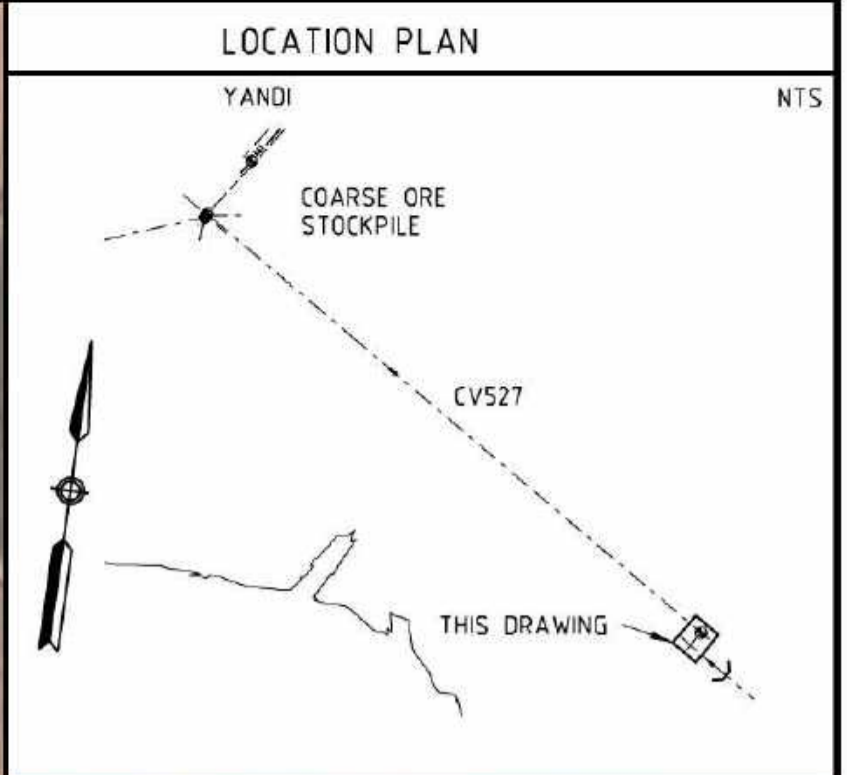 LOCATION PLAN
YANDI
NTS
COARSE ORE
STOCKPILE
CV527
THIS DRAWING